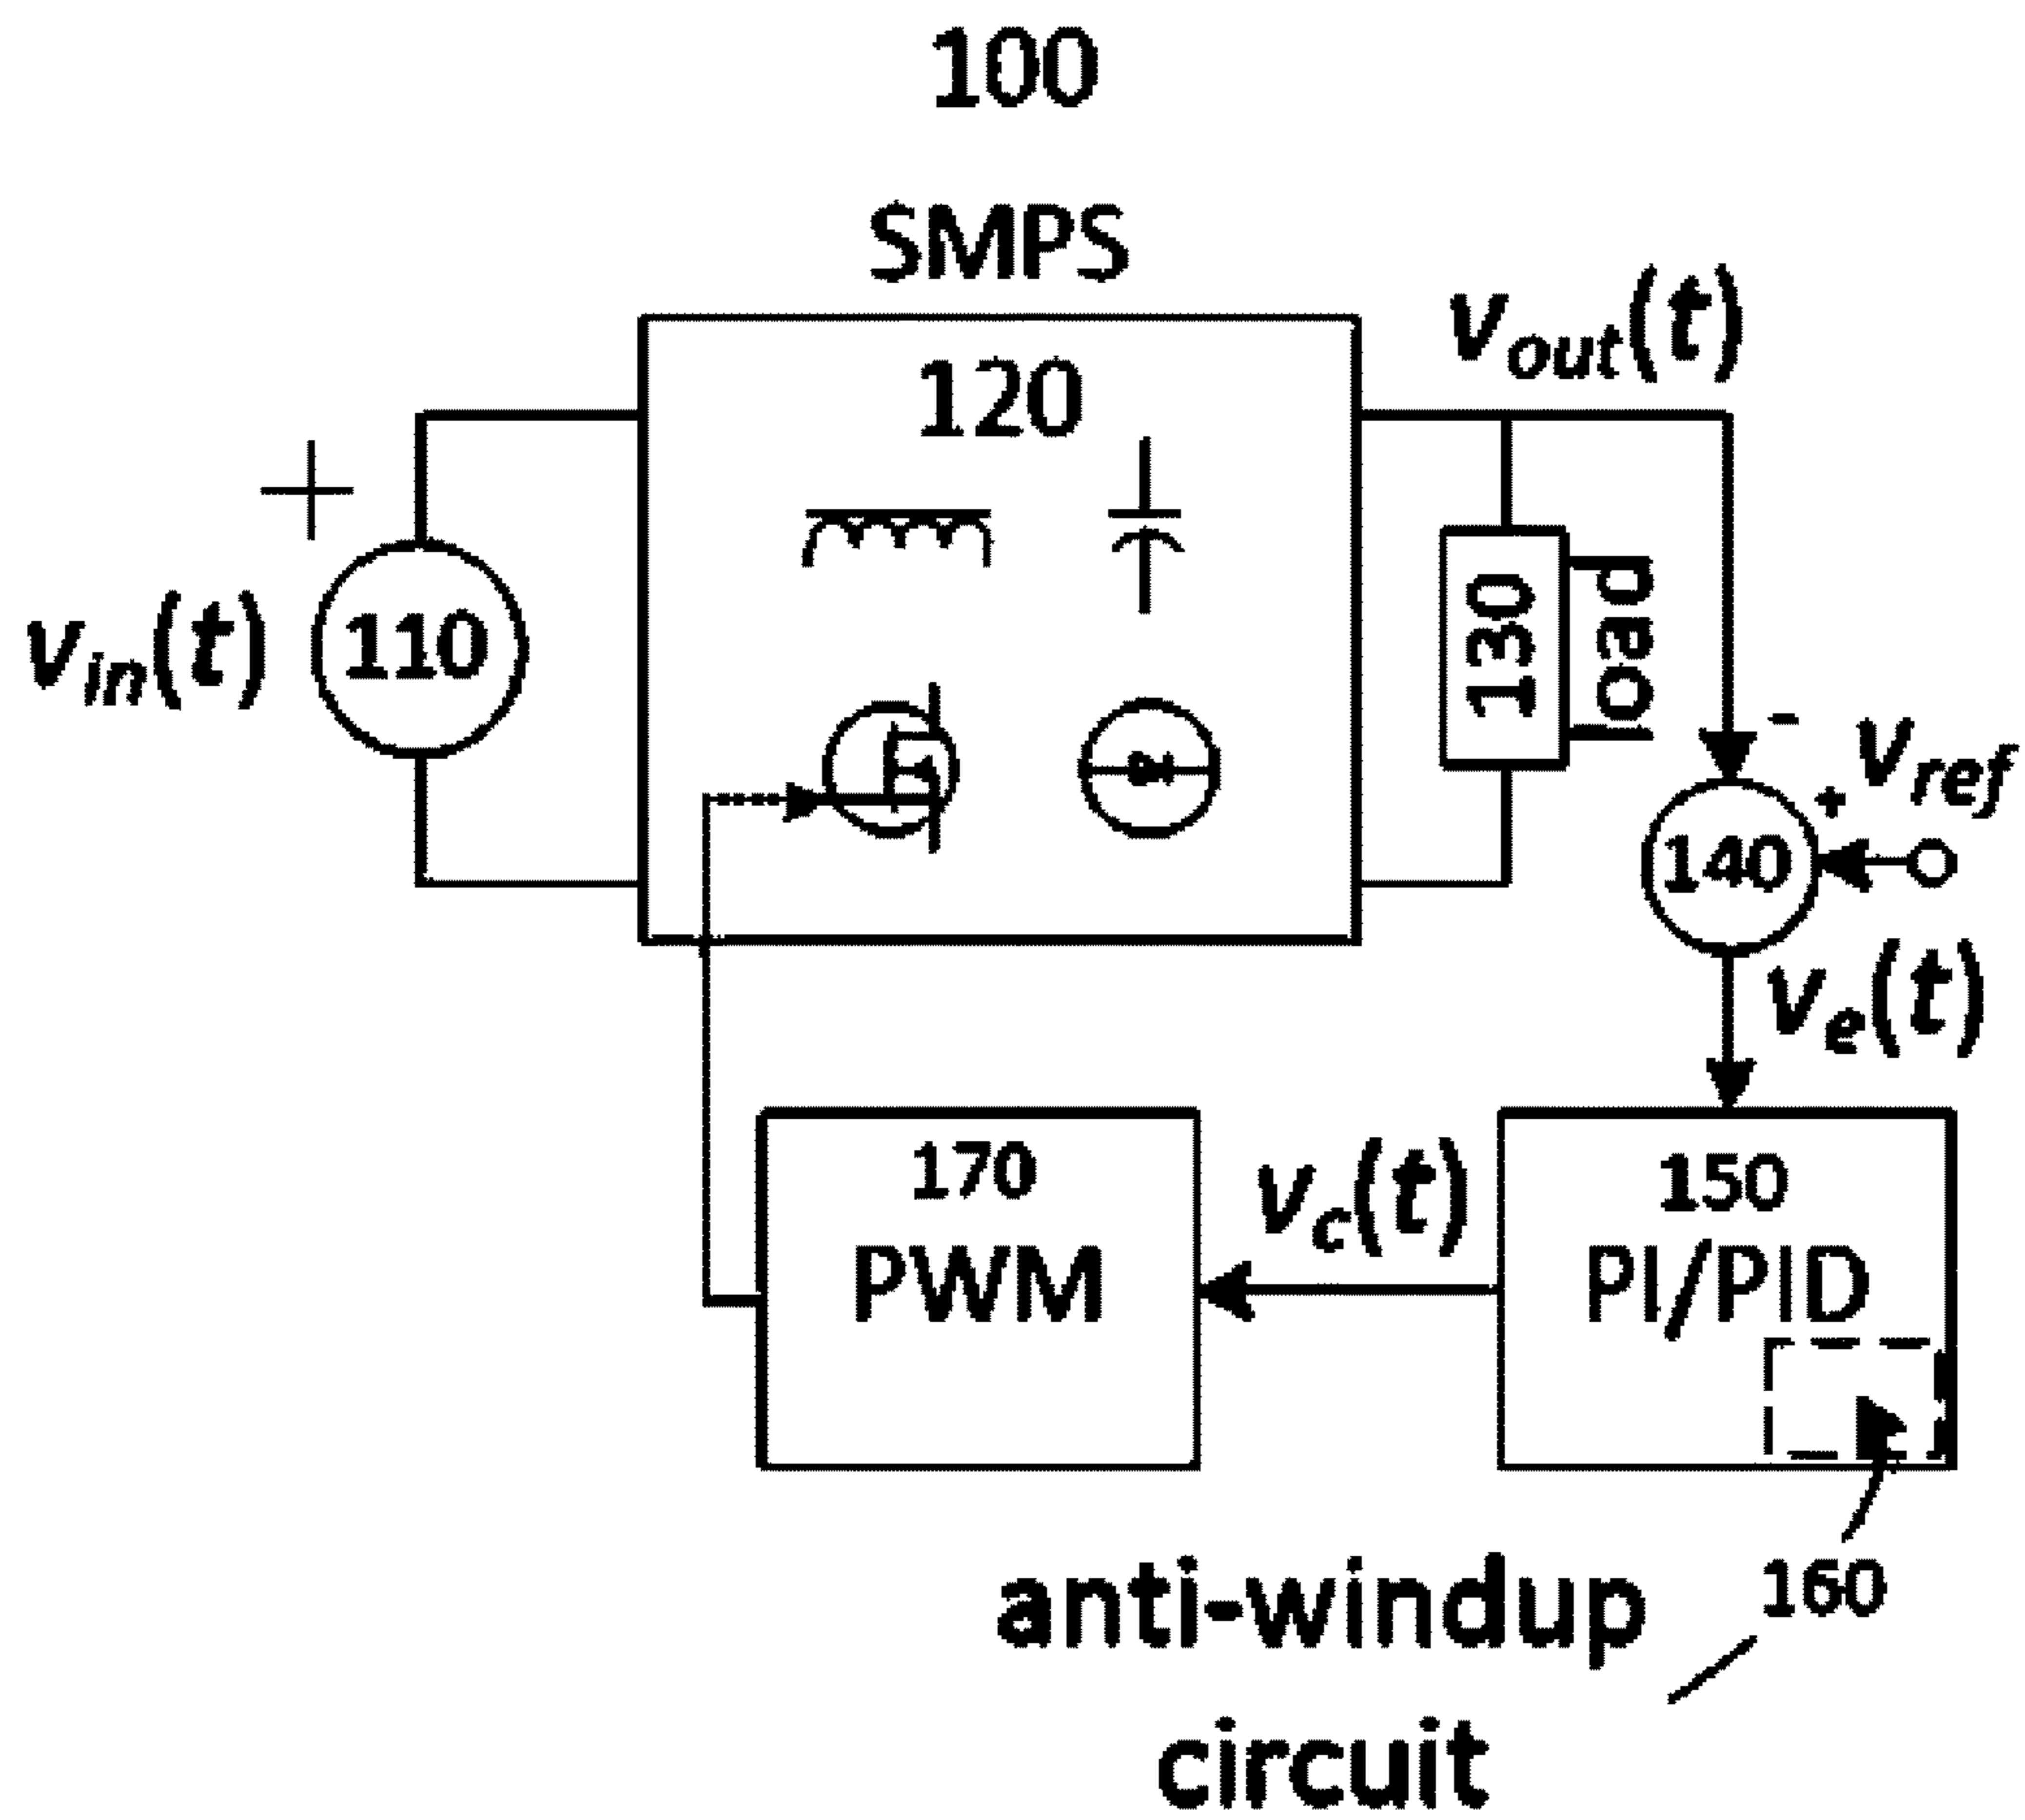 100
SMPS
v_out(t)
120
+
v_in(t)
110
130
load
-
v_ref
+
140
v_e(t)
170
PWM
v_c(t)
150
PI/PID
160
anti-windup
circuit